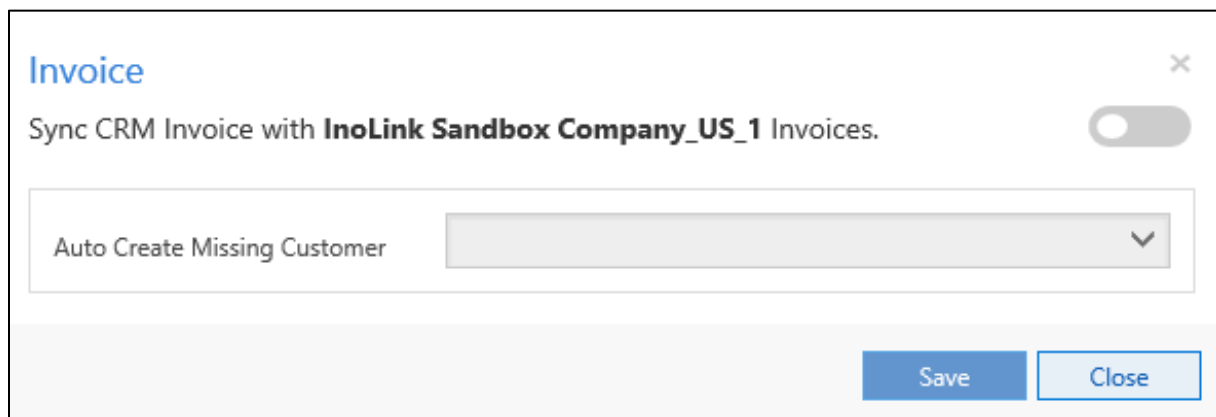 Invoice
Sync CRM Invoice with InoLink Sandbox Company_US_1 Invoices.
Auto Create Missing Customer
Save Close